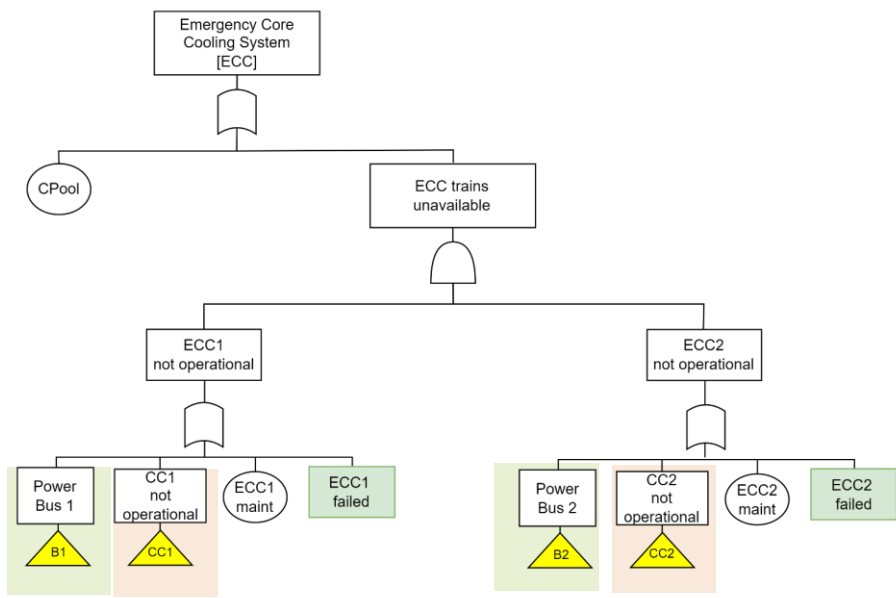 Emergency Core
Cooling System
[ECC]
CPool
ECC trains
unavailable
ECC1
not operational
ECC2
not operational
Power
Bus 1
CC1
not
operational
ECC1
maint
ECC1
failed
Power
Bus 2
CC2
not
operational
ECC2
maint
ECC2
failed
B1
CC1
B2
CC2